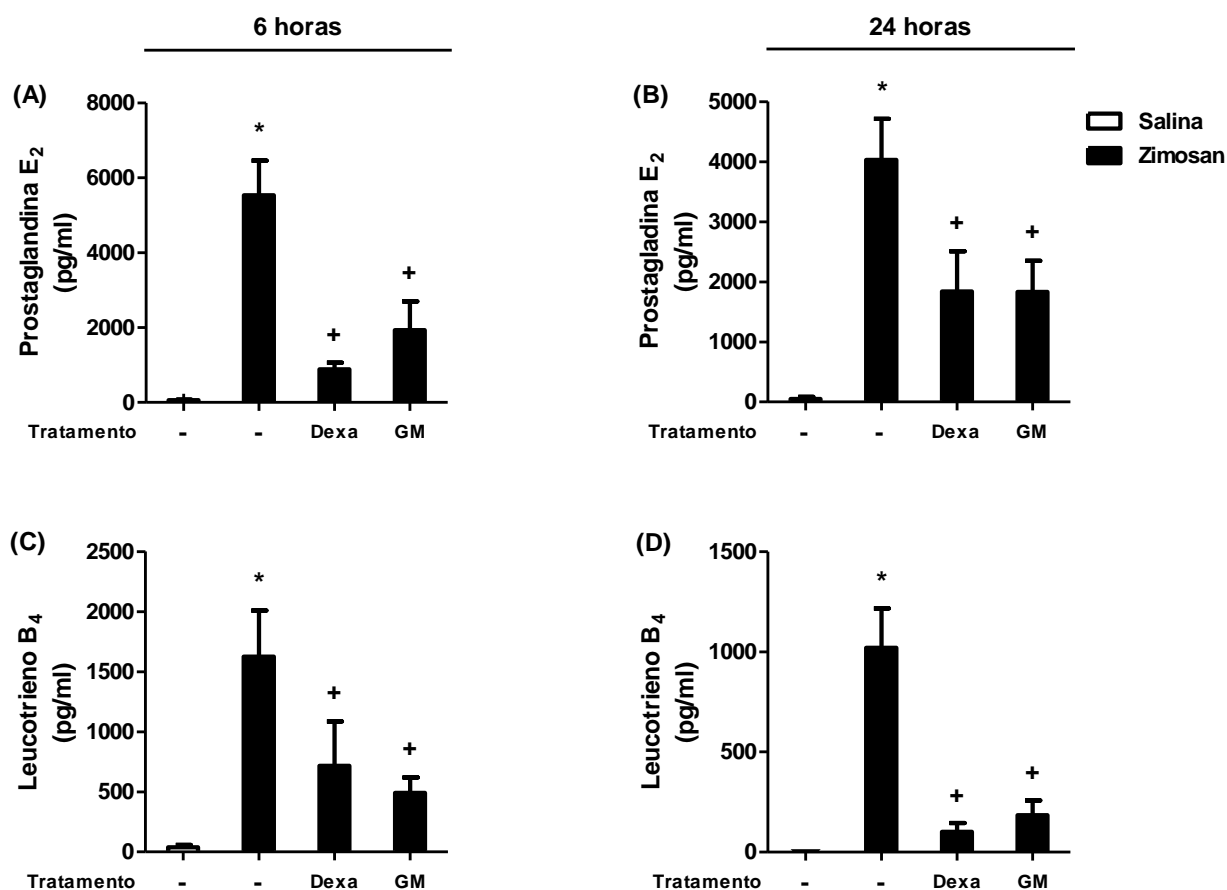 6 horas
24 horas
(A)
Prostaglandina E₂
(pg/ml)
8000
6000
4000
2000
0
*
+
+
Tratamento - - Dexa GM
(B)
Prostagladina E₂
(pg/ml)
5000
4000
3000
2000
1000
0
*
+
+
Tratamento - - Dexa GM
Salina
Zimosan
(C)
Leucotrieno B₄
(pg/ml)
2500
2000
1500
1000
500
0
*
+
+
Tratamento - - Dexa GM
(D)
Leucotrieno B₄
(pg/ml)
1500
1000
500
0
*
+
+
Tratamento - - Dexa GM